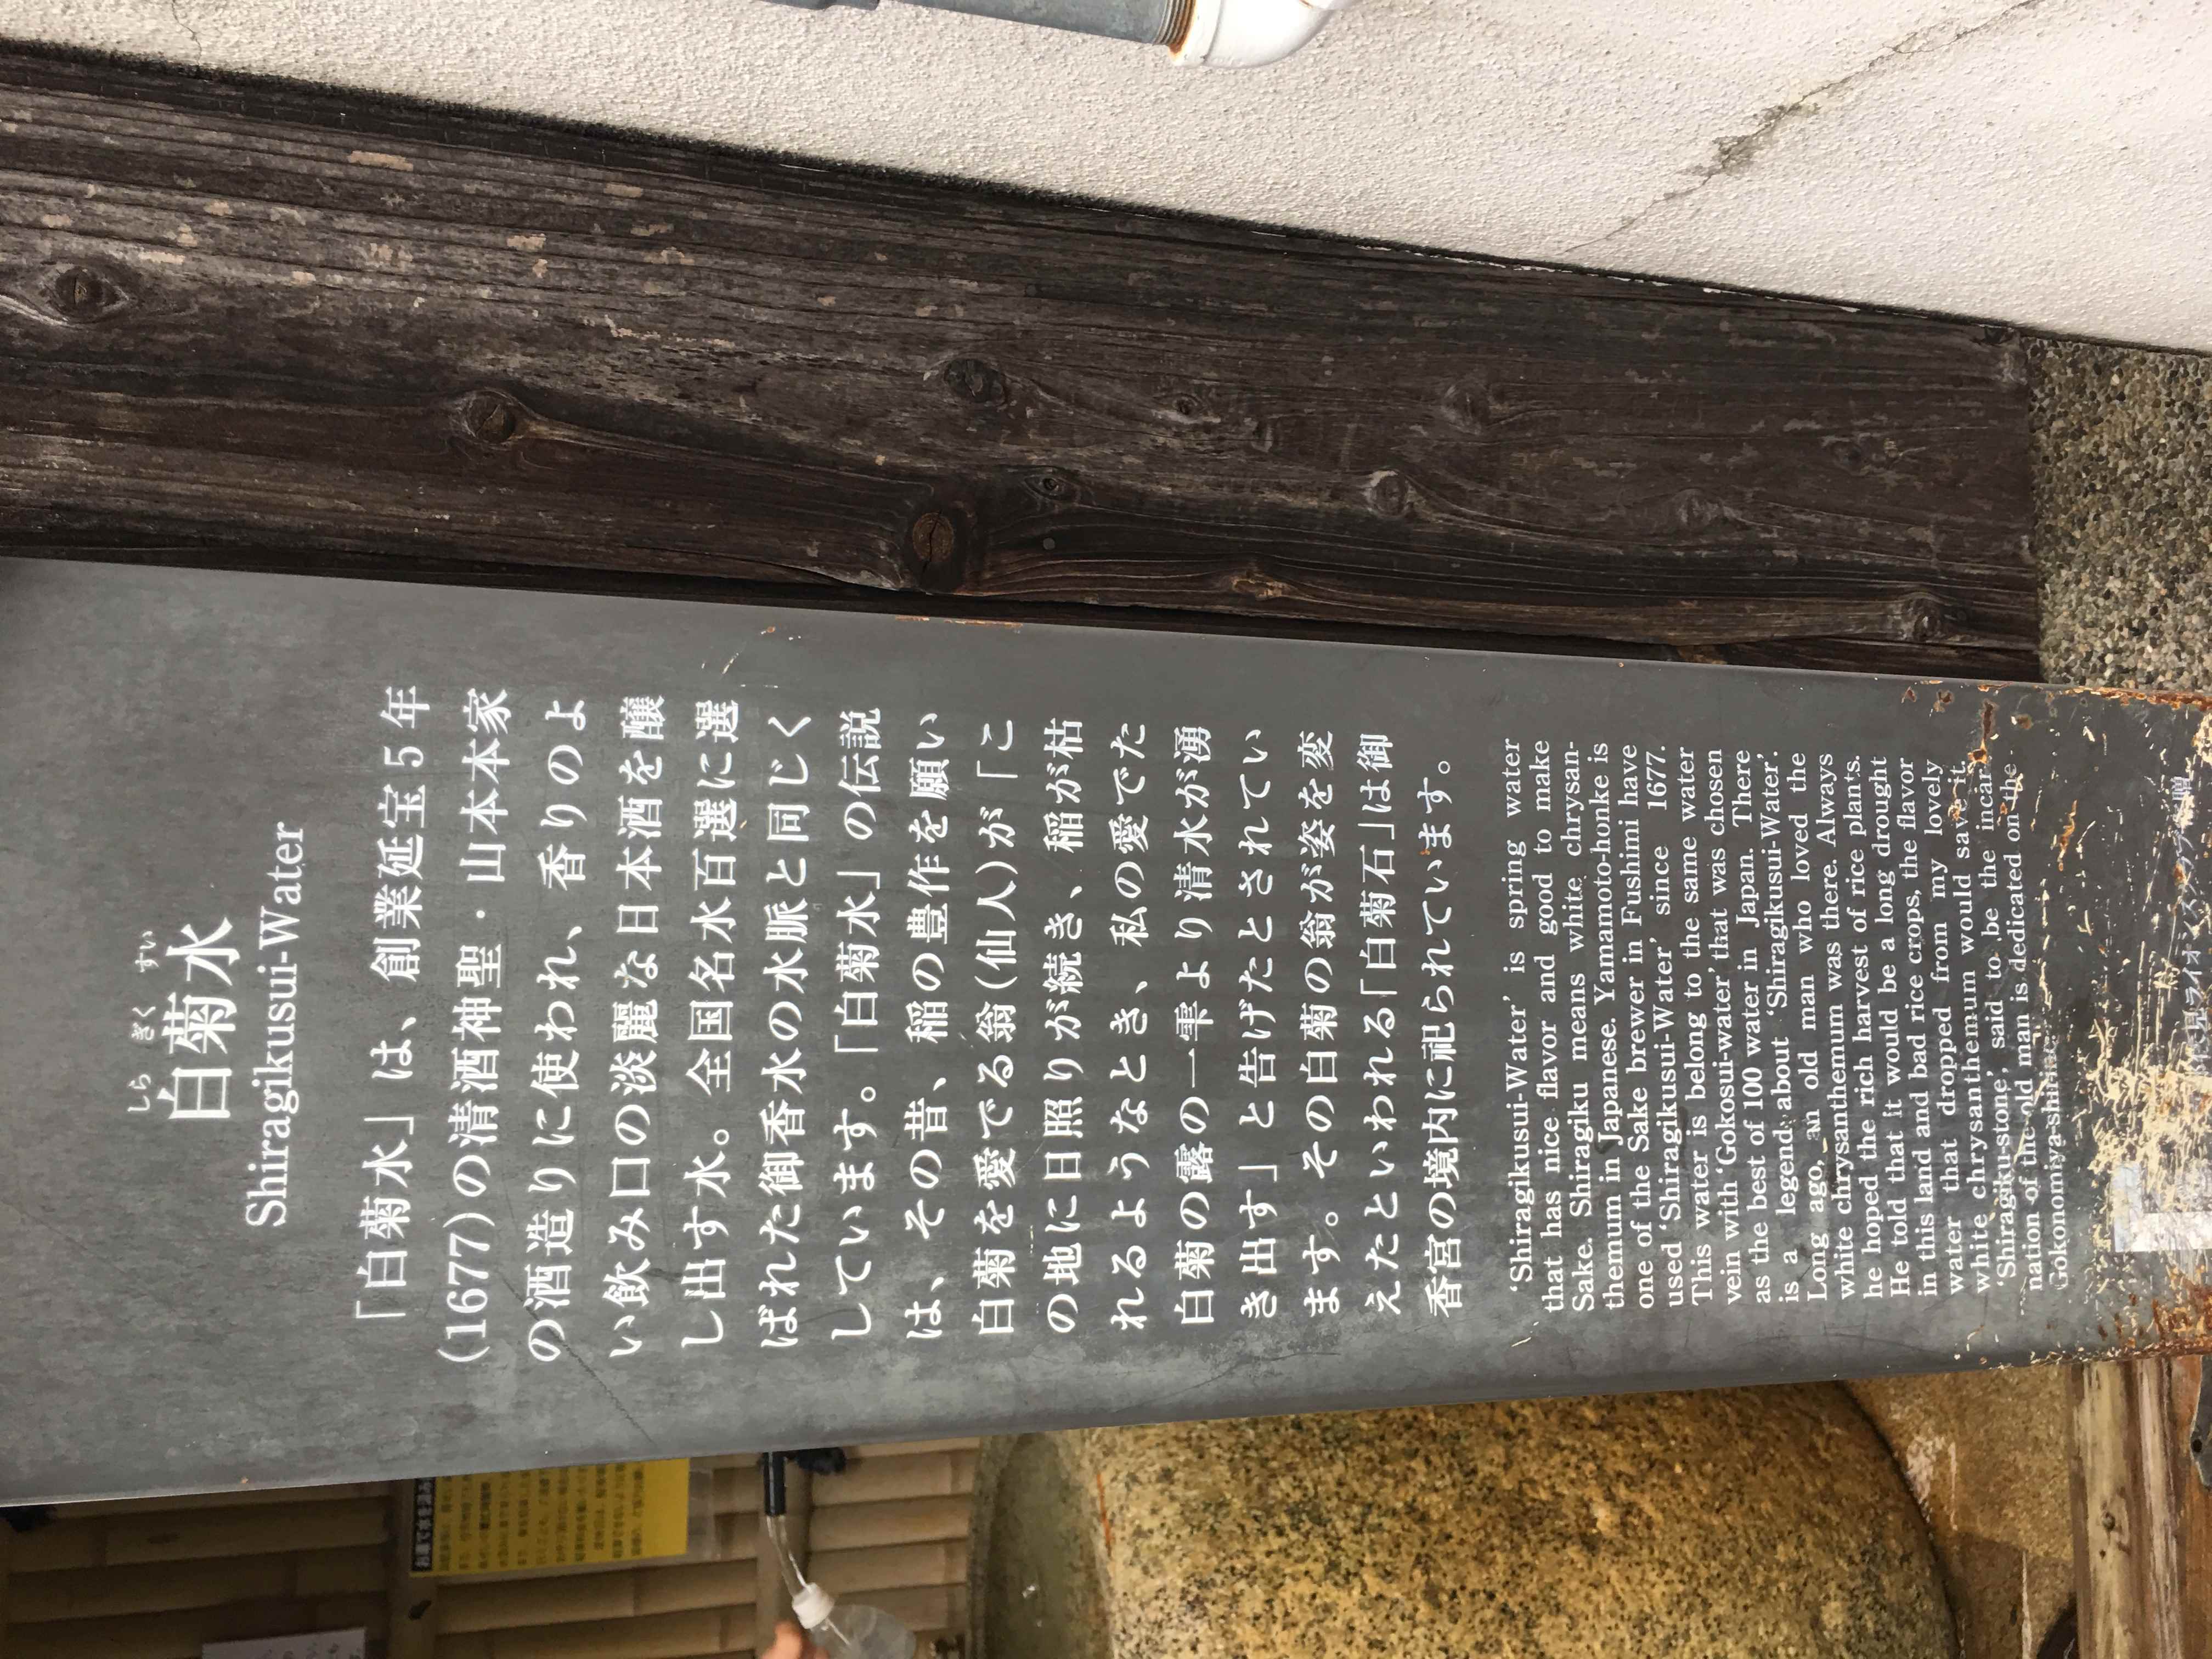 しら ぎく すい
白菊水
Shiragikusui-Water
「白菊水」は、創業延宝5年
(1677)の清酒神聖・山本本家
の酒造りに使われ、香りのよ
い飲み口の淡麗な日本酒を醸
し出す水。全国名水百選に選
ばれた御香水の水脈と同じく
しています。「白菊水」の伝説
は、その昔、稲の豊作を願い
白菊を愛でる翁(仙人)が「こ
の地に日照りが続き、稲が枯
れるようなとき、私の愛でた
白菊の露の一雫より清水が湧
き出す」と告げたとされてい
ます。その白菊の翁が姿を変
えたといわれる「白菊石」は御
香宮の境内に祀られています。
‘Shiragikusui-Water’ is spring water
that has nice flavor and good to make
Sake. Shiragiku means white chrysan-
themum in Japanese. Yamamoto-honke is
one of the Sake brewer in Fushimi have
used ‘Shiragikusui-Water’ since 1677.
This water is belong to the same water
vein with ‘Gokosui-water’ that was chosen
as the best of 100 water in Japan. There
is a legend about ‘Shiragikusui-Water’.
Long ago, an old man who loved the
white chrysanthemum was there. Always
he hoped the rich harvest of rice plants.
He told that it would be a long drought
in this land and bad rice crops, the flavor
water that dropped from my lovely
white chrysanthemum would save it.
‘Shiragiku-stone’, said to be the incar-
nation of the old man is dedicated on the
Gokonomiya-shrine.